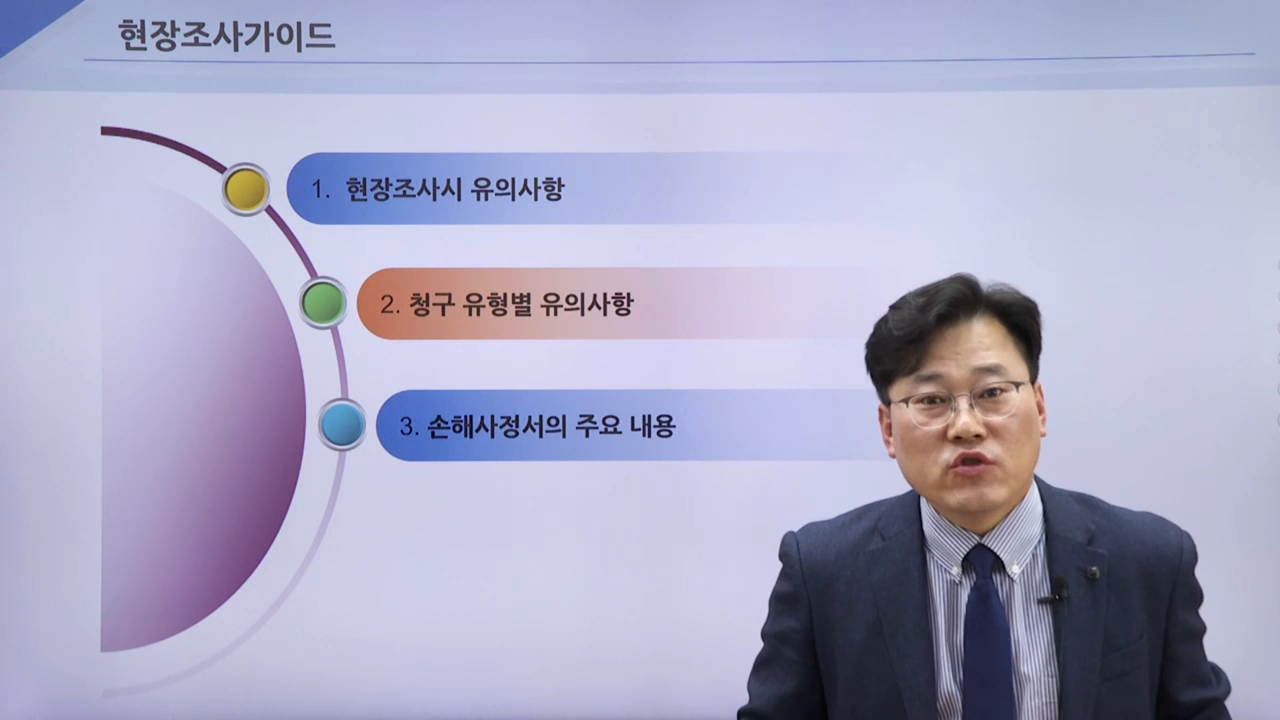 현장조사가이드
1. 현장조사시 유의사항
2. 청구 유형별 유의사항
3. 손해사정서의 주요 내용